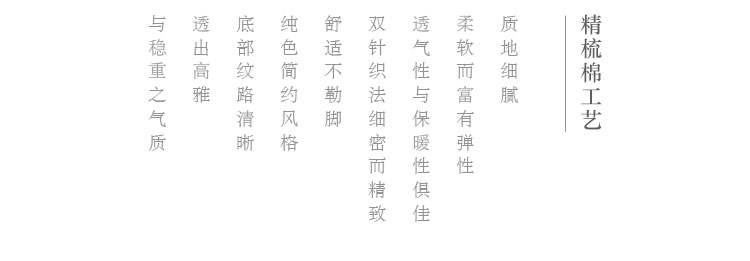 精梳棉工艺
质地细腻
柔软而富有弹性
透气性与保暖性俱佳
双针织法细密而精致
舒适不勒脚
纯色简约风格
底部纹路清晰
透出高雅
与稳重之气质